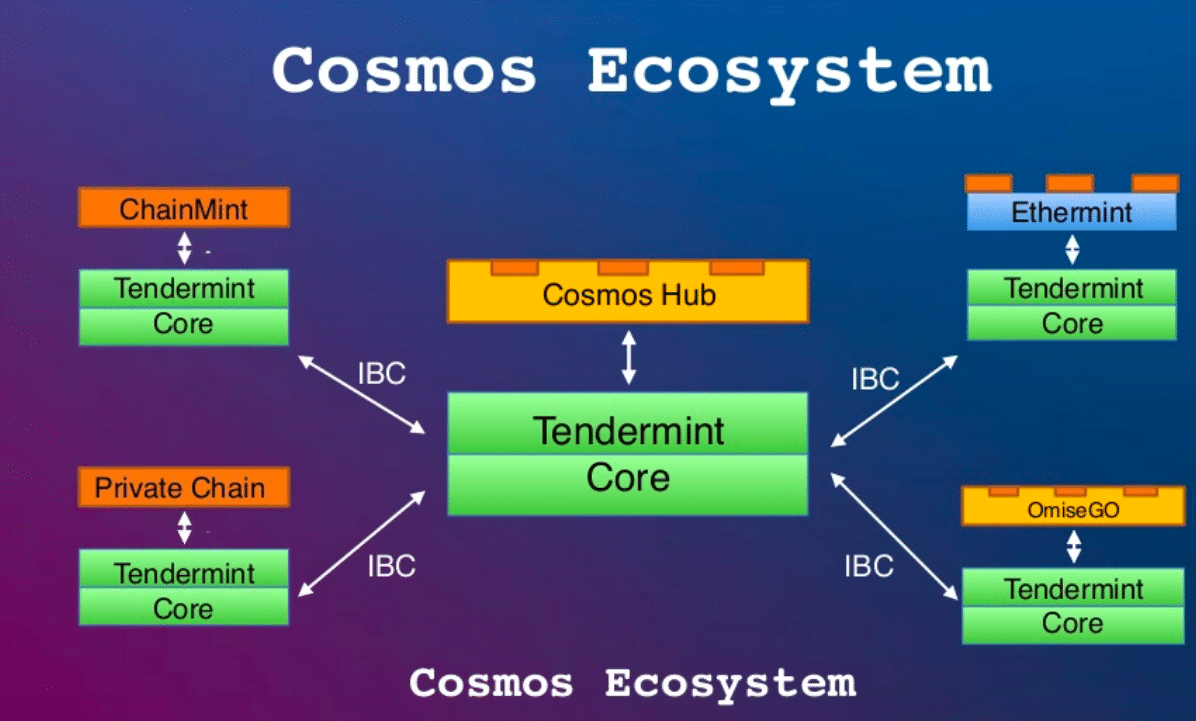 Cosmos Ecosystem
ChainMint
Tendermint
Core
IBC
Private Chain
Tendermint
Core
IBC
Cosmos Hub
Tendermint
Core
Ethermint
Tendermint
Core
IBC
OmiseGO
Tendermint
Core
IBC
Cosmos Ecosystem